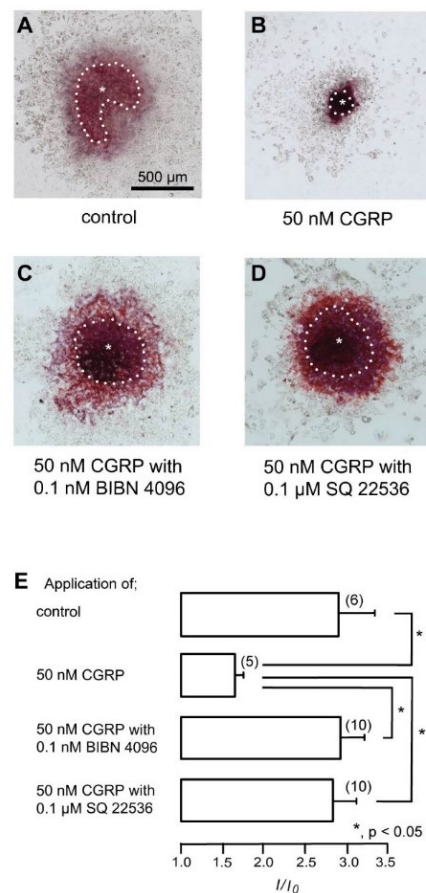 A
B
*
*
500 µm
control
50 nM CGRP
C
D
*
*
50 nM CGRP with
0.1 nM BIBN 4096
50 nM CGRP with
0.1 µM SQ 22536
E Application of;
control
(6)
*
50 nM CGRP
(5)
*
*
50 nM CGRP with
0.1 nM BIBN 4096
(10)
50 nM CGRP with
0.1 µM SQ 22536
(10)
*, p < 0.05
1.0 1.5 2.0 2.5 3.0 3.5
I/I0